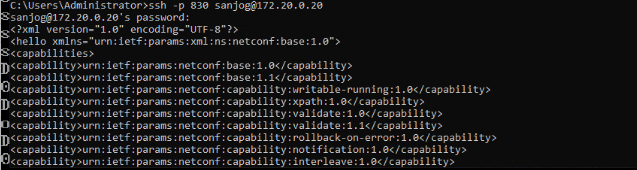 C:\Users\Administrator>ssh -p 830 sanjog@172.20.0.20
sanjog@172.20.0.20's password:
<?xml version="1.0" encoding="UTF-8"?>
<hello xmlns="urn:ietf:params:xml:ns:netconf:base:1.0">
<capabilities>
<capability>urn:ietf:params:netconf:base:1.0</capability>
<capability>urn:ietf:params:netconf:base:1.1</capability>
<capability>urn:ietf:params:netconf:capability:writable-running:1.0</capability>
<capability>urn:ietf:params:netconf:capability:xpath:1.0</capability>
<capability>urn:ietf:params:netconf:capability:validate:1.0</capability>
<capability>urn:ietf:params:netconf:capability:validate:1.1</capability>
<capability>urn:ietf:params:netconf:capability:rollback-on-error:1.0</capability>
<capability>urn:ietf:params:netconf:capability:notification:1.0</capability>
<capability>urn:ietf:params:netconf:capability:interleave:1.0</capability>